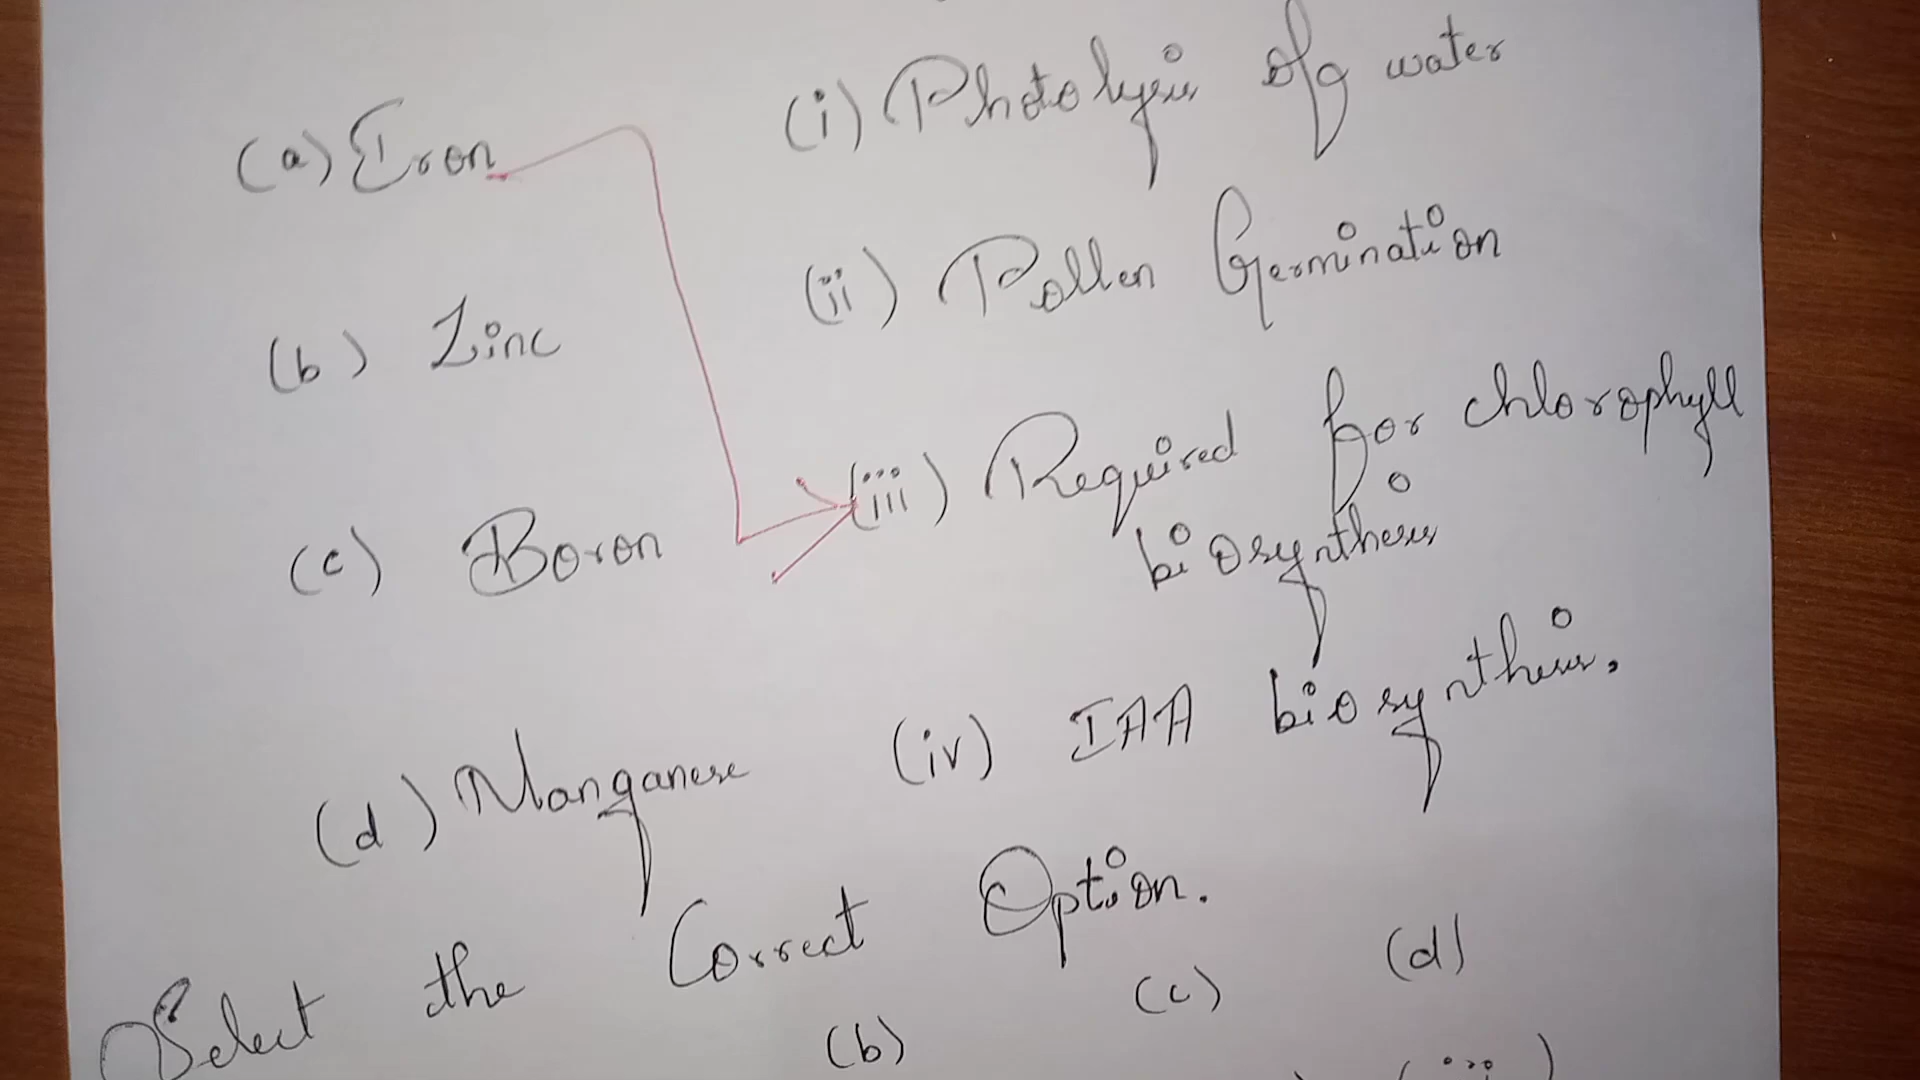 (a) Iron (i) Photolysis of water
(b) Zinc (ii) Pollen Germination
(c) Boron (iii) Required for chlorophyll
biosynthesis
(d) Manganese (iv) IAA biosynthesis.
Select the Correct Option.
(b) (c) (d)